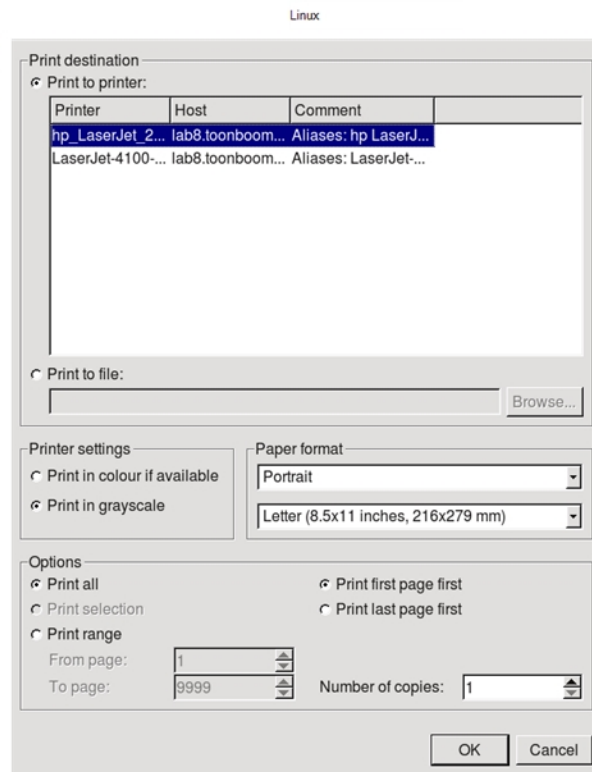 Linux
Print destination
Print to printer:
Printer Host Comment
hp_LaserJet_2... lab8.toonboom... Aliases: hp LaserJ...
LaserJet-4100-... lab8.toonboom... Aliases: LaserJet-...
Print to file:
Browse...
Printer settings
Print in colour if available
Print in grayscale
Paper format
Portrait
Letter (8.5x11 inches, 216x279 mm)
Options
Print all
Print selection
Print range
From page: 1
To page: 9999
Print first page first
Print last page first
Number of copies: 1
OK Cancel